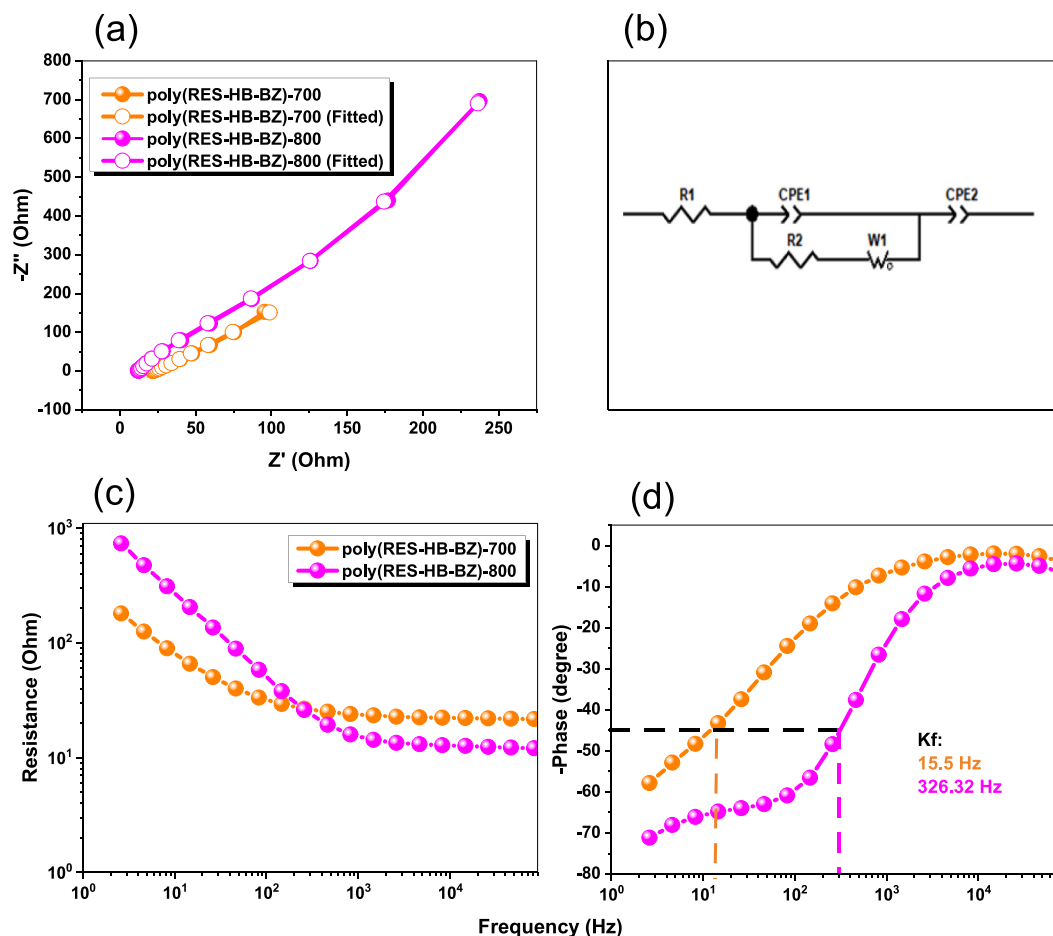 (a)
(b)
800
700
600
500
400
300
200
100
0
-100
-Z'' (Ohm)
poly(RES-HB-BZ)-700
poly(RES-HB-BZ)-700 (Fitted)
poly(RES-HB-BZ)-800
poly(RES-HB-BZ)-800 (Fitted)
0 50 100 150 200 250
Z' (Ohm)
R1 CPE1 CPE2
R2 W1
(c)
(d)
10³
10²
10¹
10⁰
Resistance (Ohm)
poly(RES-HB-BZ)-700
poly(RES-HB-BZ)-800
10⁰ 10¹ 10² 10³ 10⁴
0
-10
-20
-30
-40
-50
-60
-70
-80
-Phase (degree)
Kf:
15.5 Hz
326.32 Hz
10⁰ 10¹ 10² 10³ 10⁴
Frequency (Hz)